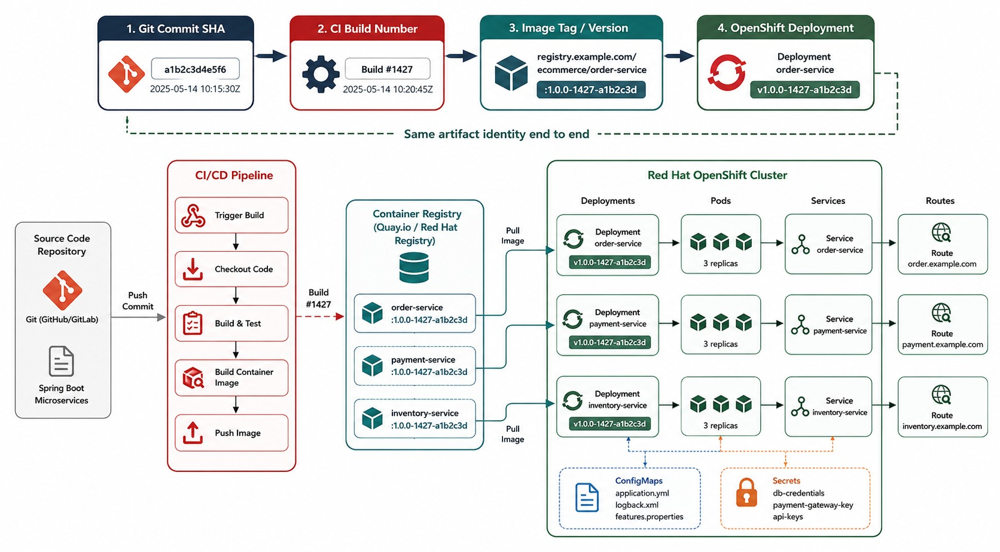 1. Git Commit SHA
a1b2c3d4e5f6
2025-05-14 10:15:30Z
2. CI Build Number
Build #1427
2025-05-14 10:20:45Z
3. Image Tag / Version
registry.example.com/
ecommerce/order-service
:1.0.0-1427-a1b2c3d
4. OpenShift Deployment
Deployment
order-service
v1.0.0-1427-a1b2c3d
Same artifact identity end to end
Source Code
Repository
Git (GitHub/GitLab)
Spring Boot
Microservices
Push
Commit
CI/CD Pipeline
Trigger Build
Checkout Code
Build & Test
Build Container
Image
Push Image
Build
#1427
Container Registry
(Quay.io / Red Hat
Registry)
order-service
:1.0.0-1427-a1b2c3d
payment-service
:1.0.0-1427-a1b2c3d
inventory-service
:1.0.0-1427-a1b2c3d
Pull
Image
Pull
Image
Red Hat OpenShift Cluster
Deployments
Pods
Services
Routes
Deployment
order-service
v1.0.0-1427-a1b2c3d
3 replicas
Service
order-service
Route
order.example.com
Deployment
payment-service
v1.0.0-1427-a1b2c3d
3 replicas
Service
payment-service
Route
payment.example.com
Deployment
inventory-service
v1.0.0-1427-a1b2c3d
3 replicas
Service
inventory-service
Route
inventory.example.com
ConfigMaps
application.yml
logback.xml
features.properties
Secrets
db-credentials
payment-gateway-key
api-keys